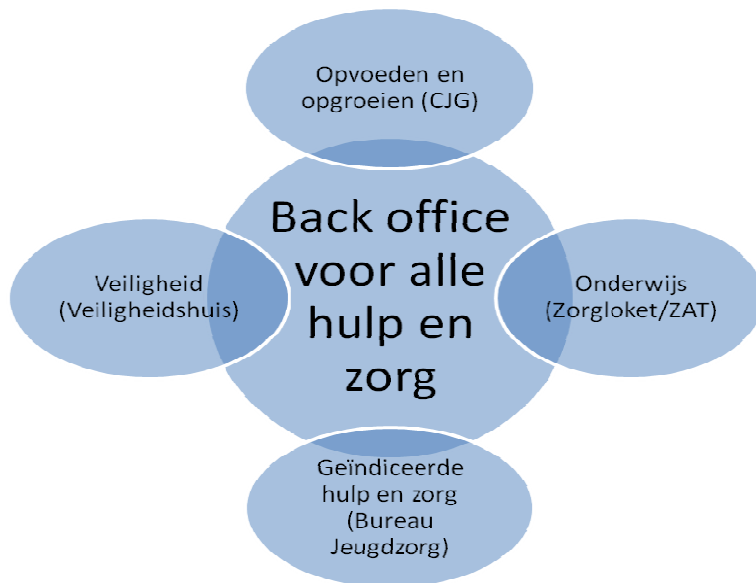 Opvoeden en
opgroeien (CJG)
Back office
voor alle
hulp en
zorg
Veiligheid
(Veiligheidshuis)
Onderwijs
(Zorgloket/ZAT)
Geïndiceerde
hulp en zorg
(Bureau
Jeugdzorg)